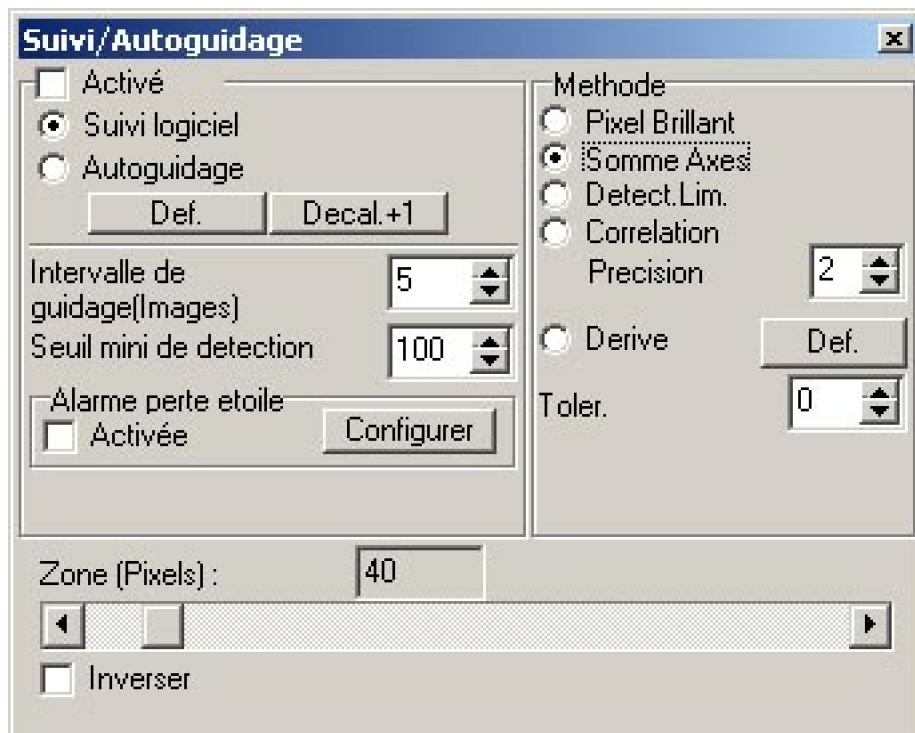 Suivi/Autoguidage
Activé
Suivi logiciel
Autoguidage
Def. Decal.+1
Intervalle de
guidage(Images) 5
Seuil mini de detection 100
Alarme perte etoile
Activée Configurer
Methode
Pixel Brillant
Somme Axes
Detect.Lim.
Correlation
Precision 2
Derive Def.
Toler. 0
Zone (Pixels) : 40
Inverser